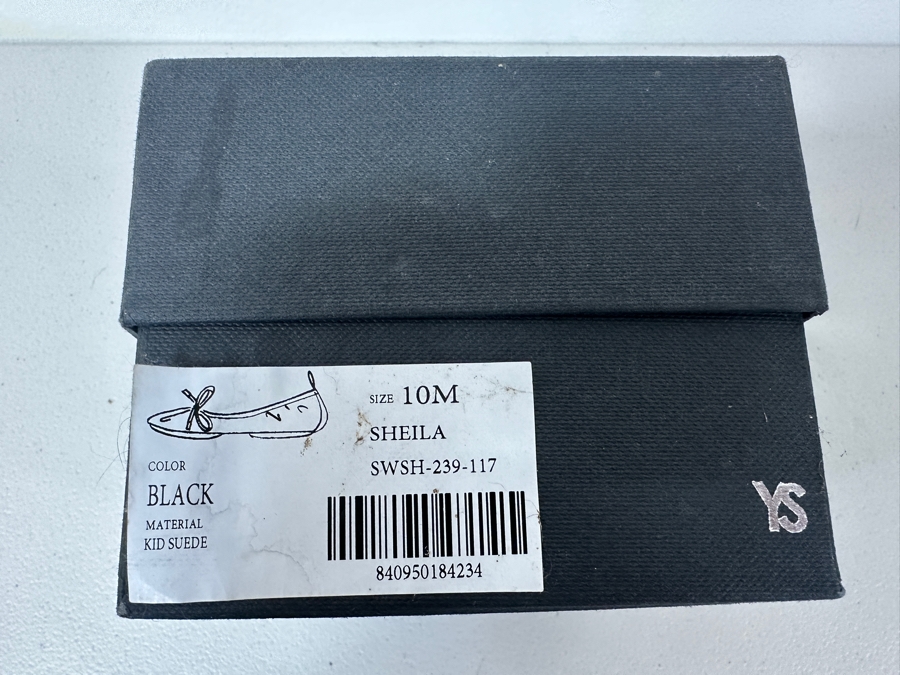 SIZE 10M
SHEILA
SWSH-239-117
COLOR
BLACK
MATERIAL
KID SUEDE
840950184234
YS